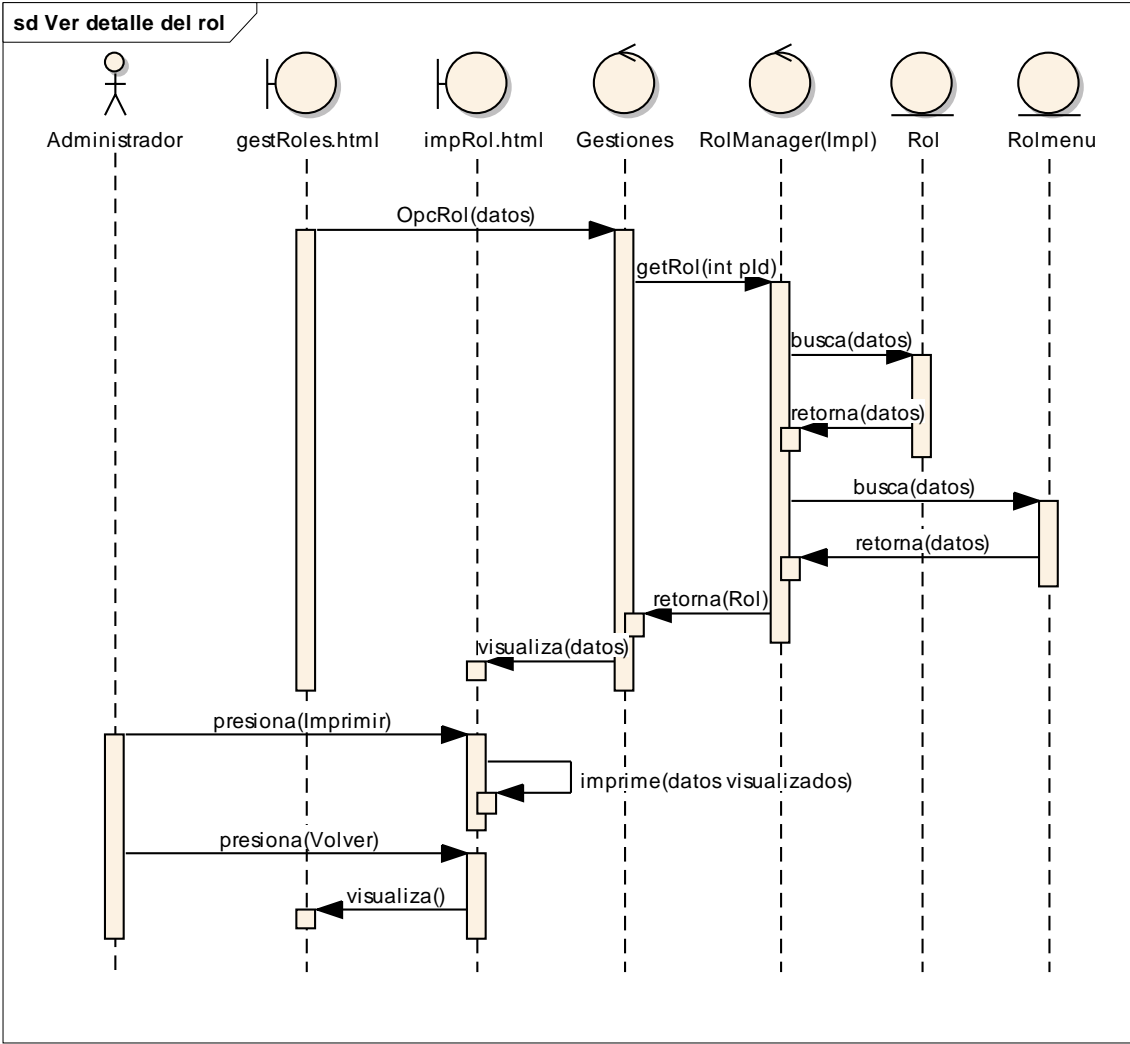 sd Ver detalle del rol
Administrador
gestRoles.html
impRol.html
Gestiones
RolManager(Impl)
Rol
Rolmenu
OpcRol(datos)
getRol(int pId)
busca(datos)
retorna(datos)
busca(datos)
retorna(datos)
retorna(Rol)
visualiza(datos)
presiona(Imprimir)
imprime(datos visualizados)
presiona(Volver)
visualiza()